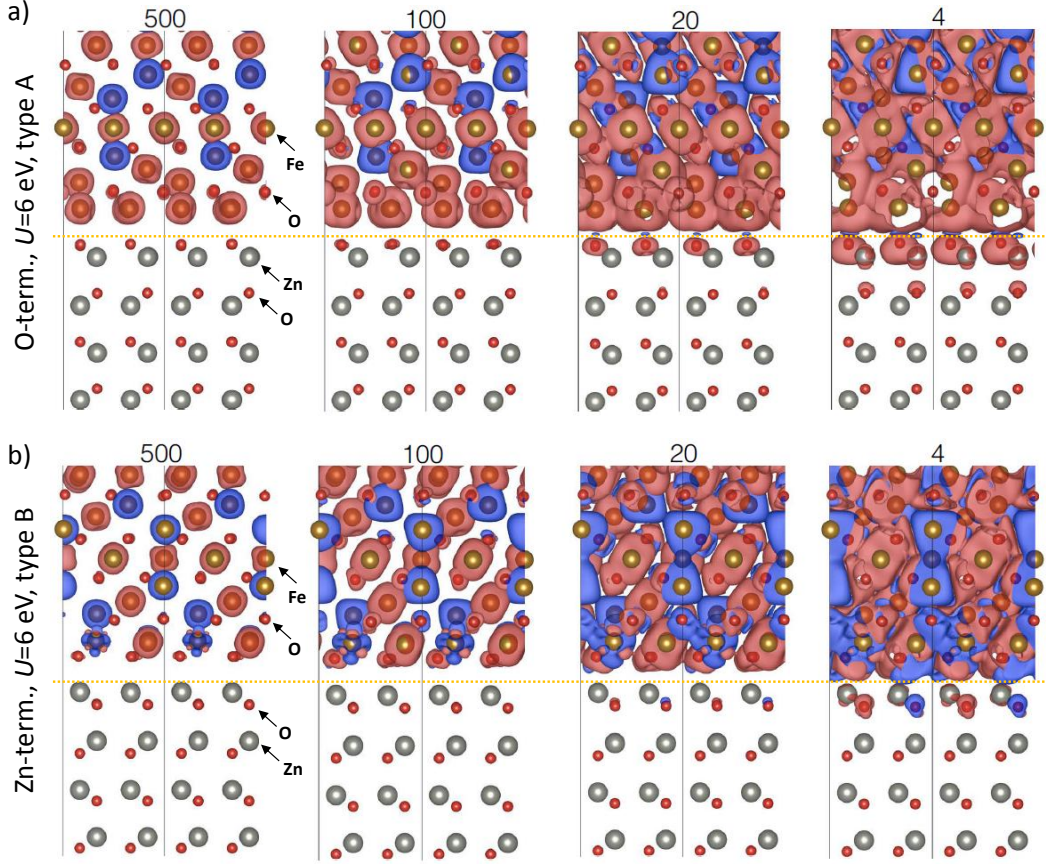 a)
500
100
20
4
O-term., U=6 eV, type A
Fe
O
Zn
O
b)
500
100
20
4
Zn-term., U=6 eV, type B
Fe
O
O
Zn